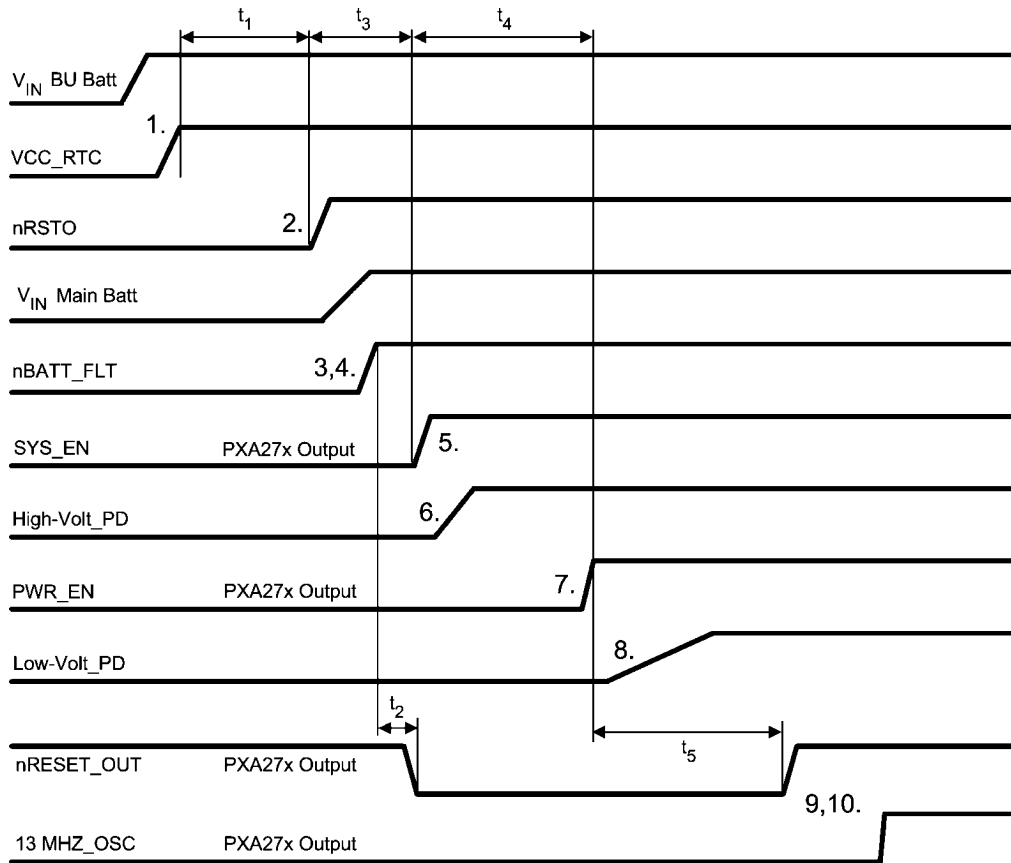 t1 t3 t4
VIN BU Batt
1.
VCC_RTC
nRSTO 2.
VIN Main Batt
nBATT_FLT 3,4.
SYS_EN PXA27x Output 5.
High-Volt_PD 6.
PWR_EN PXA27x Output 7.
Low-Volt_PD 8.
t2
nRESET_OUT PXA27x Output t5
9,10.
13 MHZ_OSC PXA27x Output